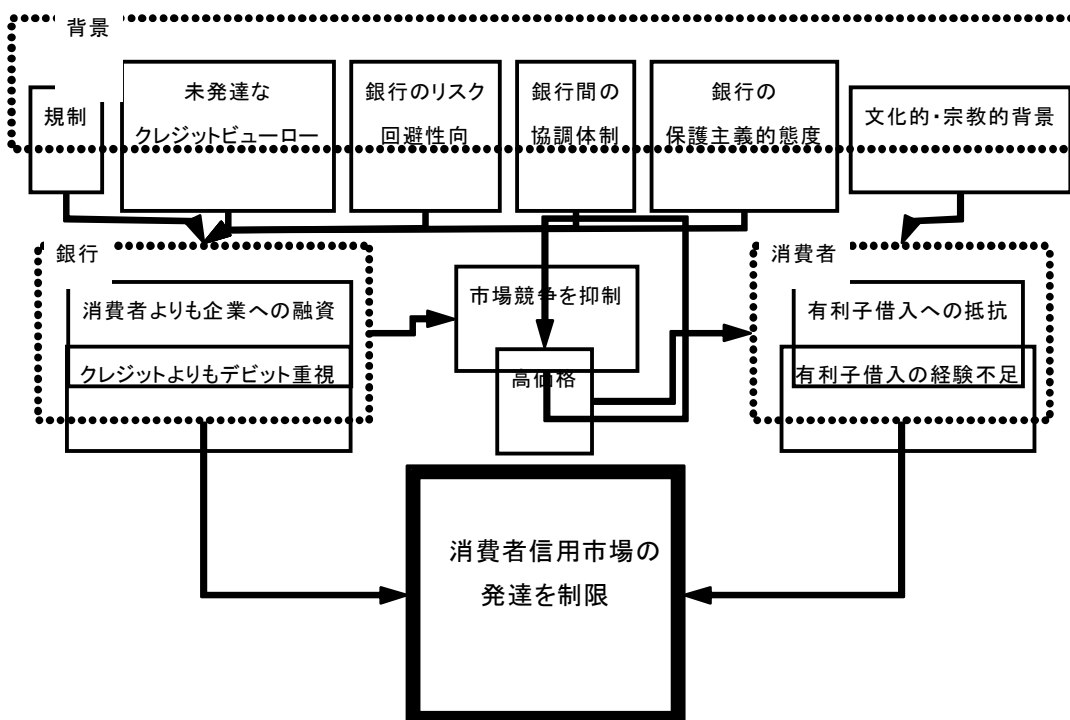 背景
規制
未発達な
クレジットビューロー
銀行のリスク
回避性向
銀行間の
協調体制
銀行の
保護主義的態度
文化的・宗教的背景
銀行
消費者よりも企業への融資
クレジットよりもデビット重視
市場競争を抑制
高価格
消費者
有利子借入への抵抗
有利子借入の経験不足
消費者信用市場の
発達を制限